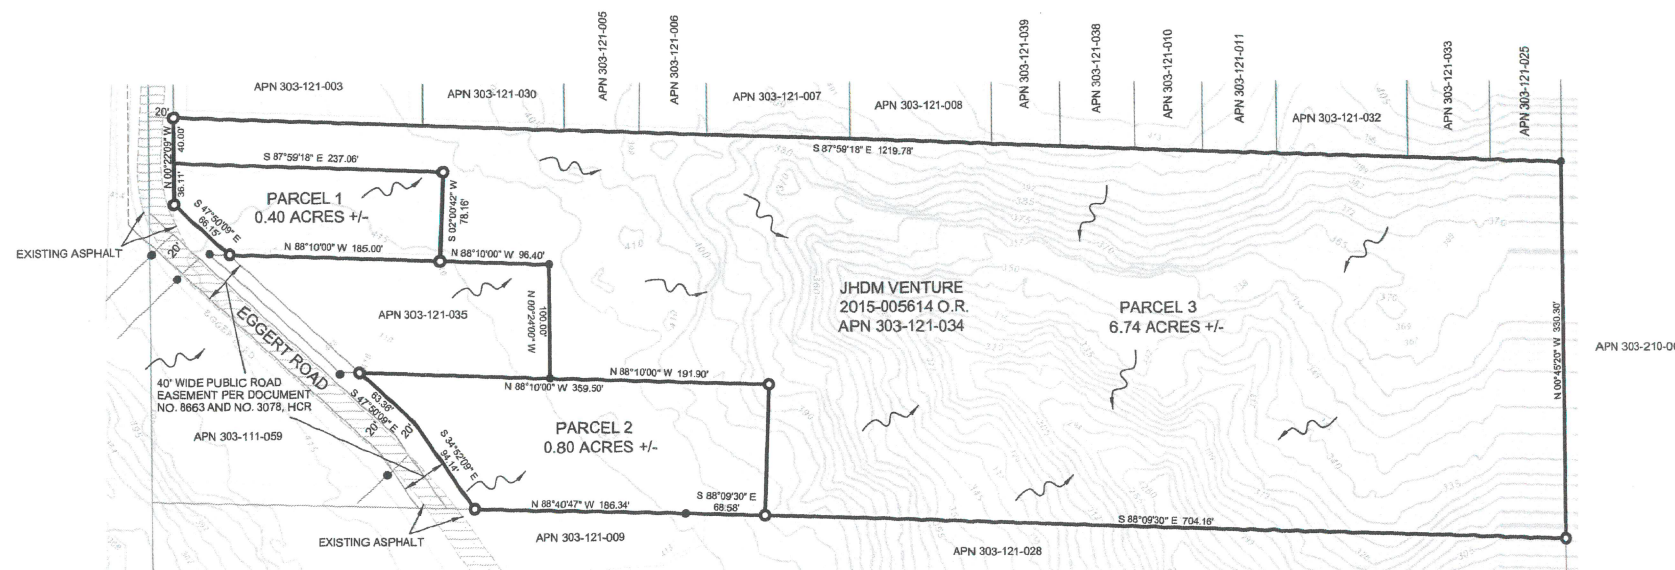 APN 303-121-003
APN 303-121-030
APN 303-121-005
APN 303-121-006
APN 303-121-007
APN 303-121-008
APN 303-121-039
APN 303-121-038
APN 303-121-010
APN 303-121-011
APN 303-121-032
APN 303-121-033
APN 303-121-025
20'
N 00°22'09" W
40.00'
36.11'
S 87°59'18" E 1219.78'
S 87°59'18" E 237.06'
PARCEL 1
0.40 ACRES +/-
S 02°00'42" W
78.16'
S 47°50'09" E
66.15'
EXISTING ASPHALT
20'
N 88°10'00" W 185.00'
N 88°10'00" W 96.40'
APN 303-121-035
N 00°24'00" W
100.00'
JHDM VENTURE
2015-005614 O.R.
APN 303-121-034
PARCEL 3
6.74 ACRES +/-
N 00°45'20" W 330.30'
APN 303-210-00
EGGERT ROAD
40' WIDE PUBLIC ROAD
EASEMENT PER DOCUMENT
NO. 8663 AND NO. 3078, HCR
APN 303-111-059
63.36'
S 47°50'09" E
20'
20'
N 88°10'00" W 191.90'
N 88°10'00" W 359.50'
PARCEL 2
0.80 ACRES +/-
S 34°52'09" E
94.14'
N 88°40'47" W 186.34'
S 88°09'30" E
68.58'
S 88°09'30" E 704.16'
EXISTING ASPHALT
APN 303-121-009
APN 303-121-028